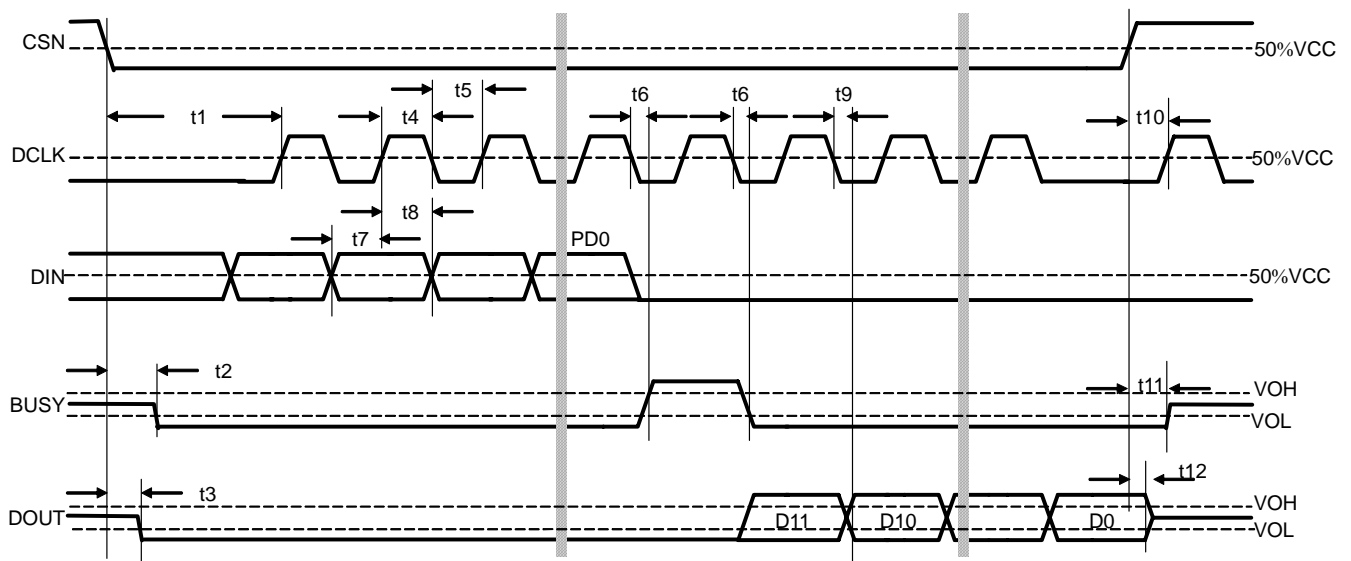 CSN
50%VCC
t5
t6
t6
t9
t1
t4
t10
DCLK
50%VCC
t8
t7
PD0
DIN
50%VCC
t2
t11
VOH
BUSY
VOL
t3
t12
VOH
DOUT
D11
D10
D0
VOL